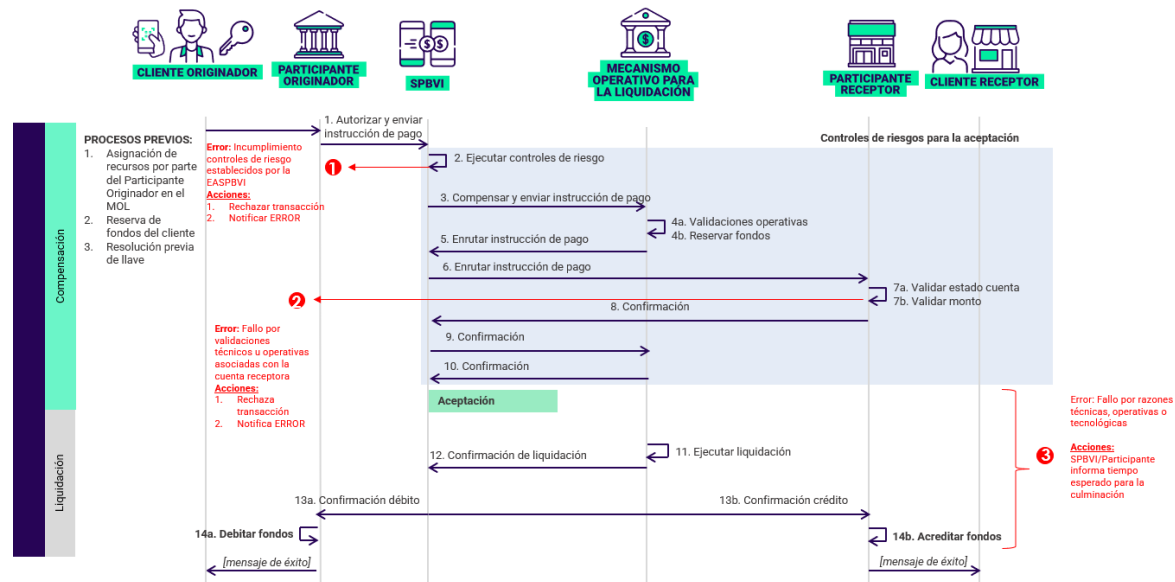 CLIENTE ORIGINADOR
PARTICIPANTE
ORIGINADOR
SPBVI
MECANISMO
OPERATIVO PARA
LA LIQUIDACIÓN
PARTICIPANTE
RECEPTOR
CLIENTE RECEPTOR
Compensación
Liquidación
PROCESOS PREVIOS:
1. Asignación de
recursos por parte
del Participante
Originador en el
MOL
2. Reserva de
fondos del cliente
3. Resolución previa
de llave
1. Autorizar y enviar
instrucción de pago
Controles de riesgos para la aceptación
Error: Incumplimiento
controles de riesgo
establecidos por la
EASPBVI
Acciones:
1. Rechazar transacción
2. Notificar ERROR
1
2. Ejecutar controles de riesgo
3. Compensar y enviar instrucción de pago
4a. Validaciones operativas
4b. Reservar fondos
5. Enrutar instrucción de pago
6. Enrutar instrucción de pago
7a. Validar estado cuenta
7b. Validar monto
2
8. Confirmación
Error: Fallo por
validaciones
técnicos u operativas
asociadas con la
cuenta receptora
Acciones:
1. Rechaza
transacción
2. Notifica ERROR
9. Confirmación
10. Confirmación
Aceptación
11. Ejecutar liquidación
12. Confirmación de liquidación
13a. Confirmación débito
13b. Confirmación crédito
14a. Debitar fondos
14b. Acreditar fondos
[mensaje de éxito]
[mensaje de éxito]
3
Error: Fallo por razones
técnicas, operativas o
tecnológicas
Acciones:
SPBVI/Participante
informa tiempo
esperado para la
culminación